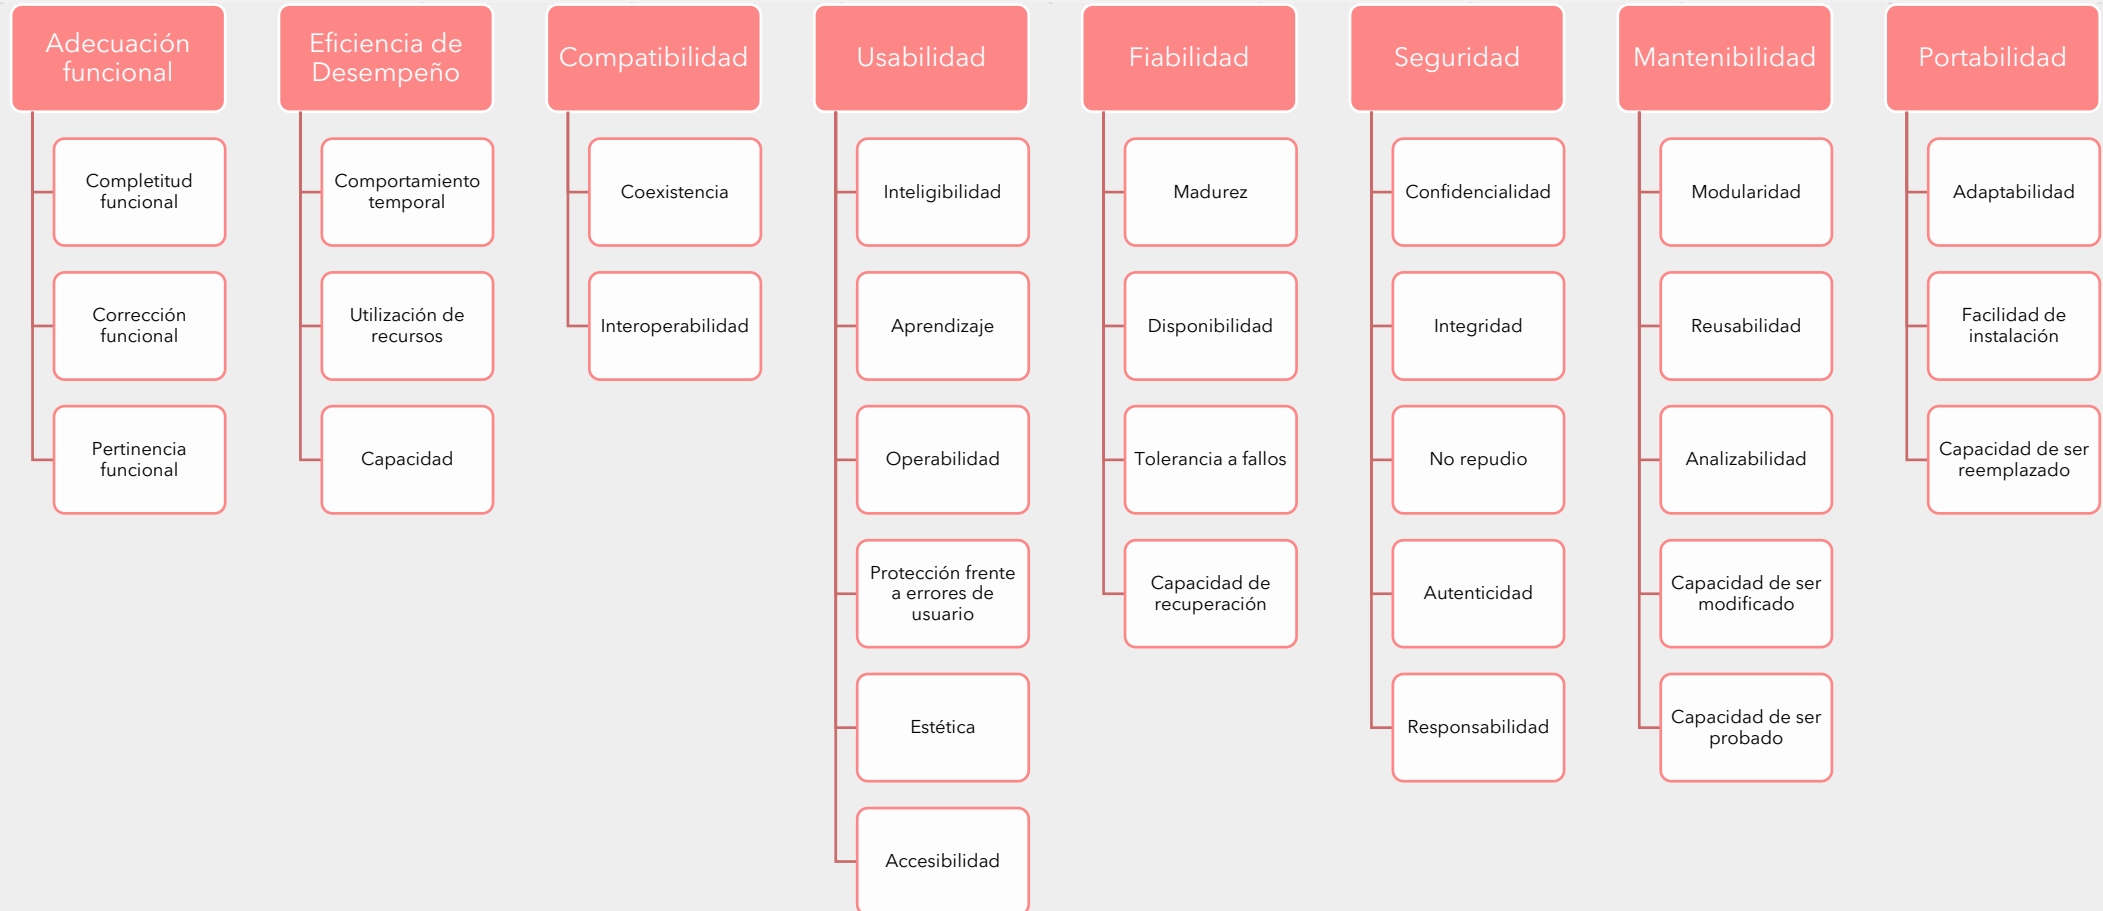 Adecuación
funcional
Completitud
funcional
Corrección
funcional
Pertinencia
funcional
Eficiencia de
Desempeño
Comportamiento
temporal
Utilización de
recursos
Capacidad
Compatibilidad
Coexistencia
Interoperabilidad
Usabilidad
Inteligibilidad
Aprendizaje
Operabilidad
Protección frente
a errores de
usuario
Estética
Accesibilidad
Fiabilidad
Madurez
Disponibilidad
Tolerancia a fallos
Capacidad de
recuperación
Seguridad
Confidencialidad
Integridad
No repudio
Autenticidad
Responsabilidad
Mantenibilidad
Modularidad
Reusabilidad
Analizabilidad
Capacidad de ser
modificado
Capacidad de ser
probado
Portabilidad
Adaptabilidad
Facilidad de
instalación
Capacidad de ser
reemplazado